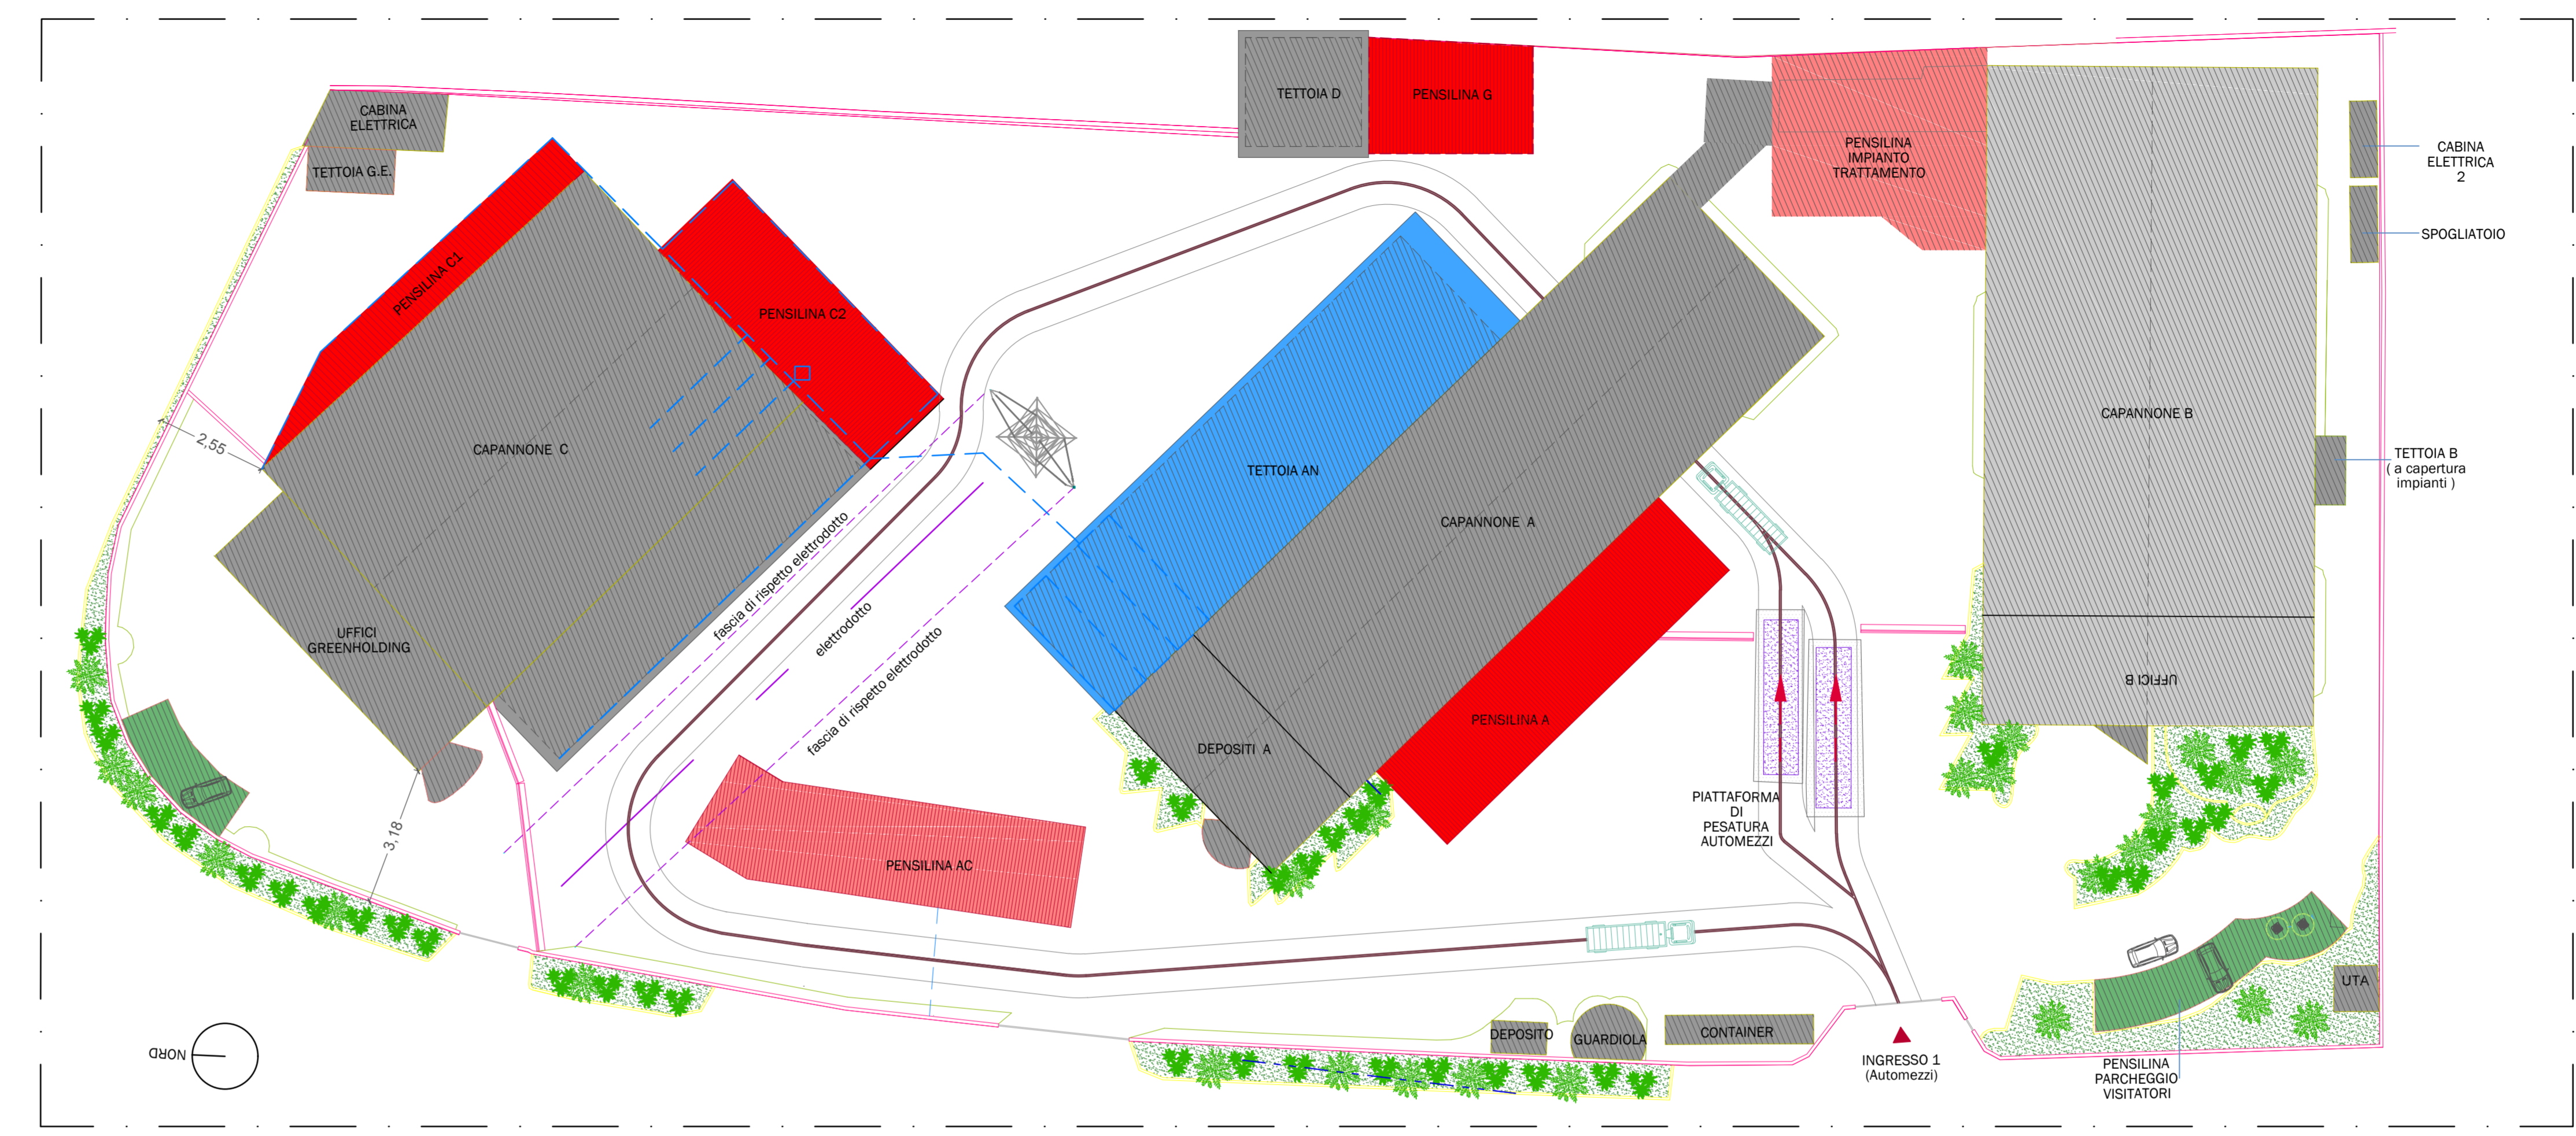 TETTOIA D
PENSILINA G
CABINA
ELETTRICA
TETTOIA G.E.
PENSILINA
IMPIANTO
TRATTAMENTO
CABINA
ELETTRICA
2
SPOGLIATOIO
PENSILINA C1
PENSILINA C2
CAPANNONE C
2,55
TETTOIA AN
CAPANNONE A
CAPANNONE B
TETTOIA B
( a capertura
impianti )
fascia di rispetto elettrodotto
elettrodotto
fascia di rispetto elettrodotto
UFFICI
GREENHOLDING
UFFICI B
PENSILINA A
DEPOSITI A
3,18
PENSILINA AC
PIATTAFORMA
DI
PESATURA
AUTOMEZZI
UTA
DEPOSITO
GUARDIOLA
CONTAINER
INGRESSO 1
(Automezzi)
PENSILINA
PARCHEGGIO
VISITATORI
NORD